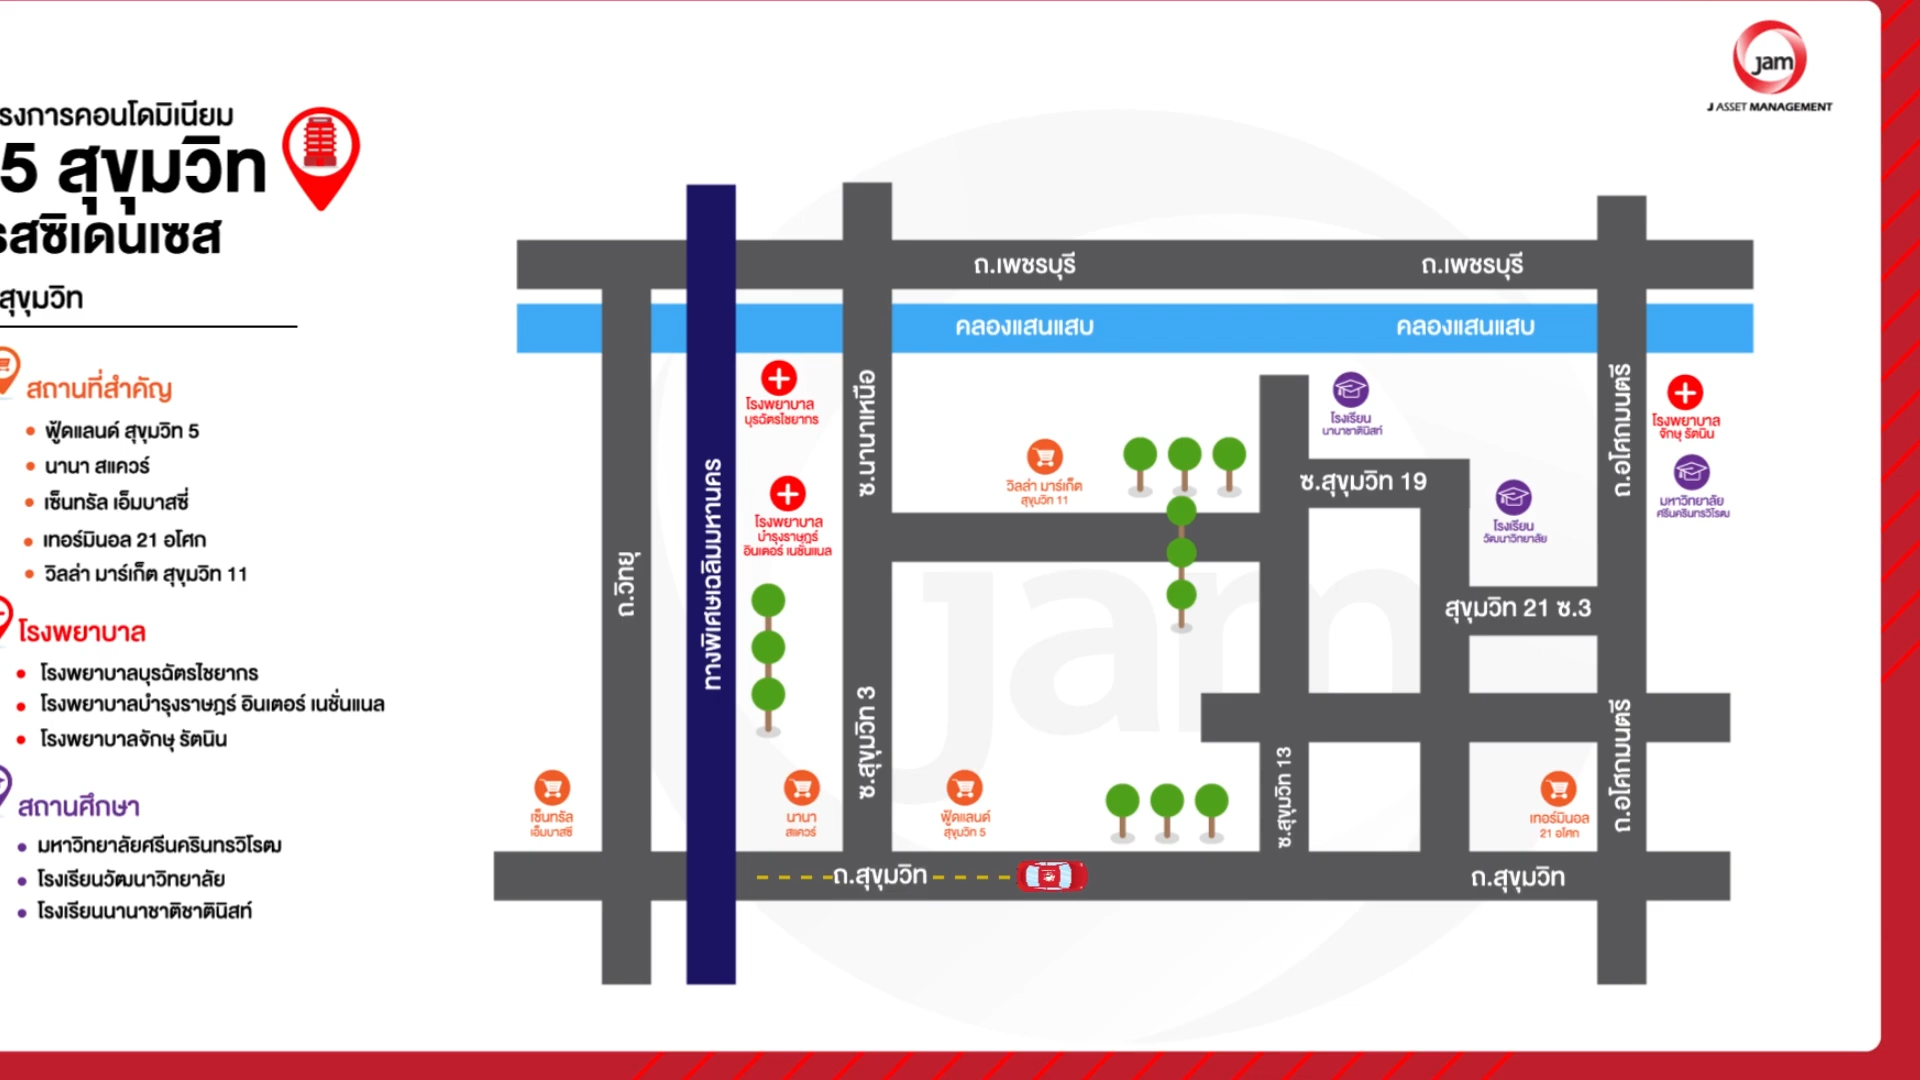 รงการคอนโดมิเนียม
5 สุขุมวิท
รสซิเดนเซส
สุขุมวิท
สถานที่สำคัญ
ฟู้ดแลนด์ สุขุมวิท 5
นานา สแควร์
เซ็นทรัล เอ็มบาสซี่
เทอร์มินอล 21 อโศก
วิลล่า มาร์เก็ต สุขุมวิท 11
โรงพยาบาล
โรงพยาบาลบุรฉัตรไชยากร
โรงพยาบาลบำรุงราษฎร์ อินเตอร์ เนชั่นแนล
โรงพยาบาลจักษุ รัตนิน
สถานศึกษา
มหาวิทยาลัยศรีนครินทรวิโรฒ
โรงเรียนวัฒนาวิทยาลัย
โรงเรียนนานาชาติชาตินิสท์
jam
J ASSET MANAGEMENT
ถ.เพชรบุรี
ถ.เพชรบุรี
คลองแสนแสบ
คลองแสนแสบ
โรงพยาบาล
บุรฉัตรไชยากร
ซ.นานาเหนือ
โรงเรียน
นานาชาตินิสท์
ถ.อโศกมนตรี
โรงพยาบาล
จักษุ รัตนิน
วิลล่า มาร์เก็ต
สุขุมวิท 11
ซ.สุขุมวิท 19
มหาวิทยาลัย
ศรีนครินทรวิโรฒ
โรงพยาบาล
บำรุงราษฎร์
อินเตอร์ เนชั่นแนล
โรงเรียน
วัฒนาวิทยาลัย
ถ.วิทยุ
ทางพิเศษเฉลิมมหานคร
สุขุมวิท 21 ซ.3
jam
ซ.สุขุมวิท 3
ซ.สุขุมวิท 13
ถ.อโศกมนตรี
เซ็นทรัล
เอ็มบาสซี
นานา
สแควร์
ฟู้ดแลนด์
สุขุมวิท 5
เทอร์มินอล
21 อโศก
ถ.สุขุมวิท
ถ.สุขุมวิท